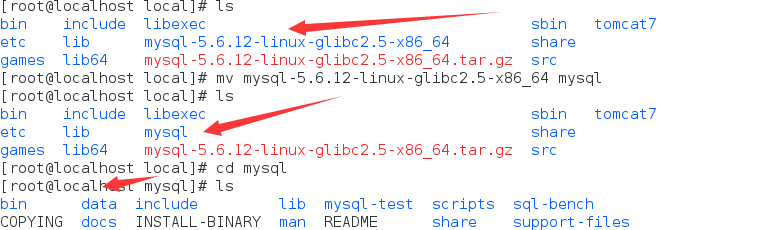 [root@localhost local]# ls
bin include libexec sbin tomcat7
etc lib mysql-5.6.12-linux-glibc2.5-x86_64 share
games lib64 mysql-5.6.12-linux-glibc2.5-x86_64.tar.gz src
[root@localhost local]# mv mysql-5.6.12-linux-glibc2.5-x86_64 mysql
[root@localhost local]# ls
bin include libexec sbin tomcat7
etc lib mysql share
games lib64 mysql-5.6.12-linux-glibc2.5-x86_64.tar.gz src
[root@localhost local]# cd mysql
[root@localhost mysql]# ls
bin data include lib mysql-test scripts sql-bench
COPYING docs INSTALL-BINARY man README share support-files